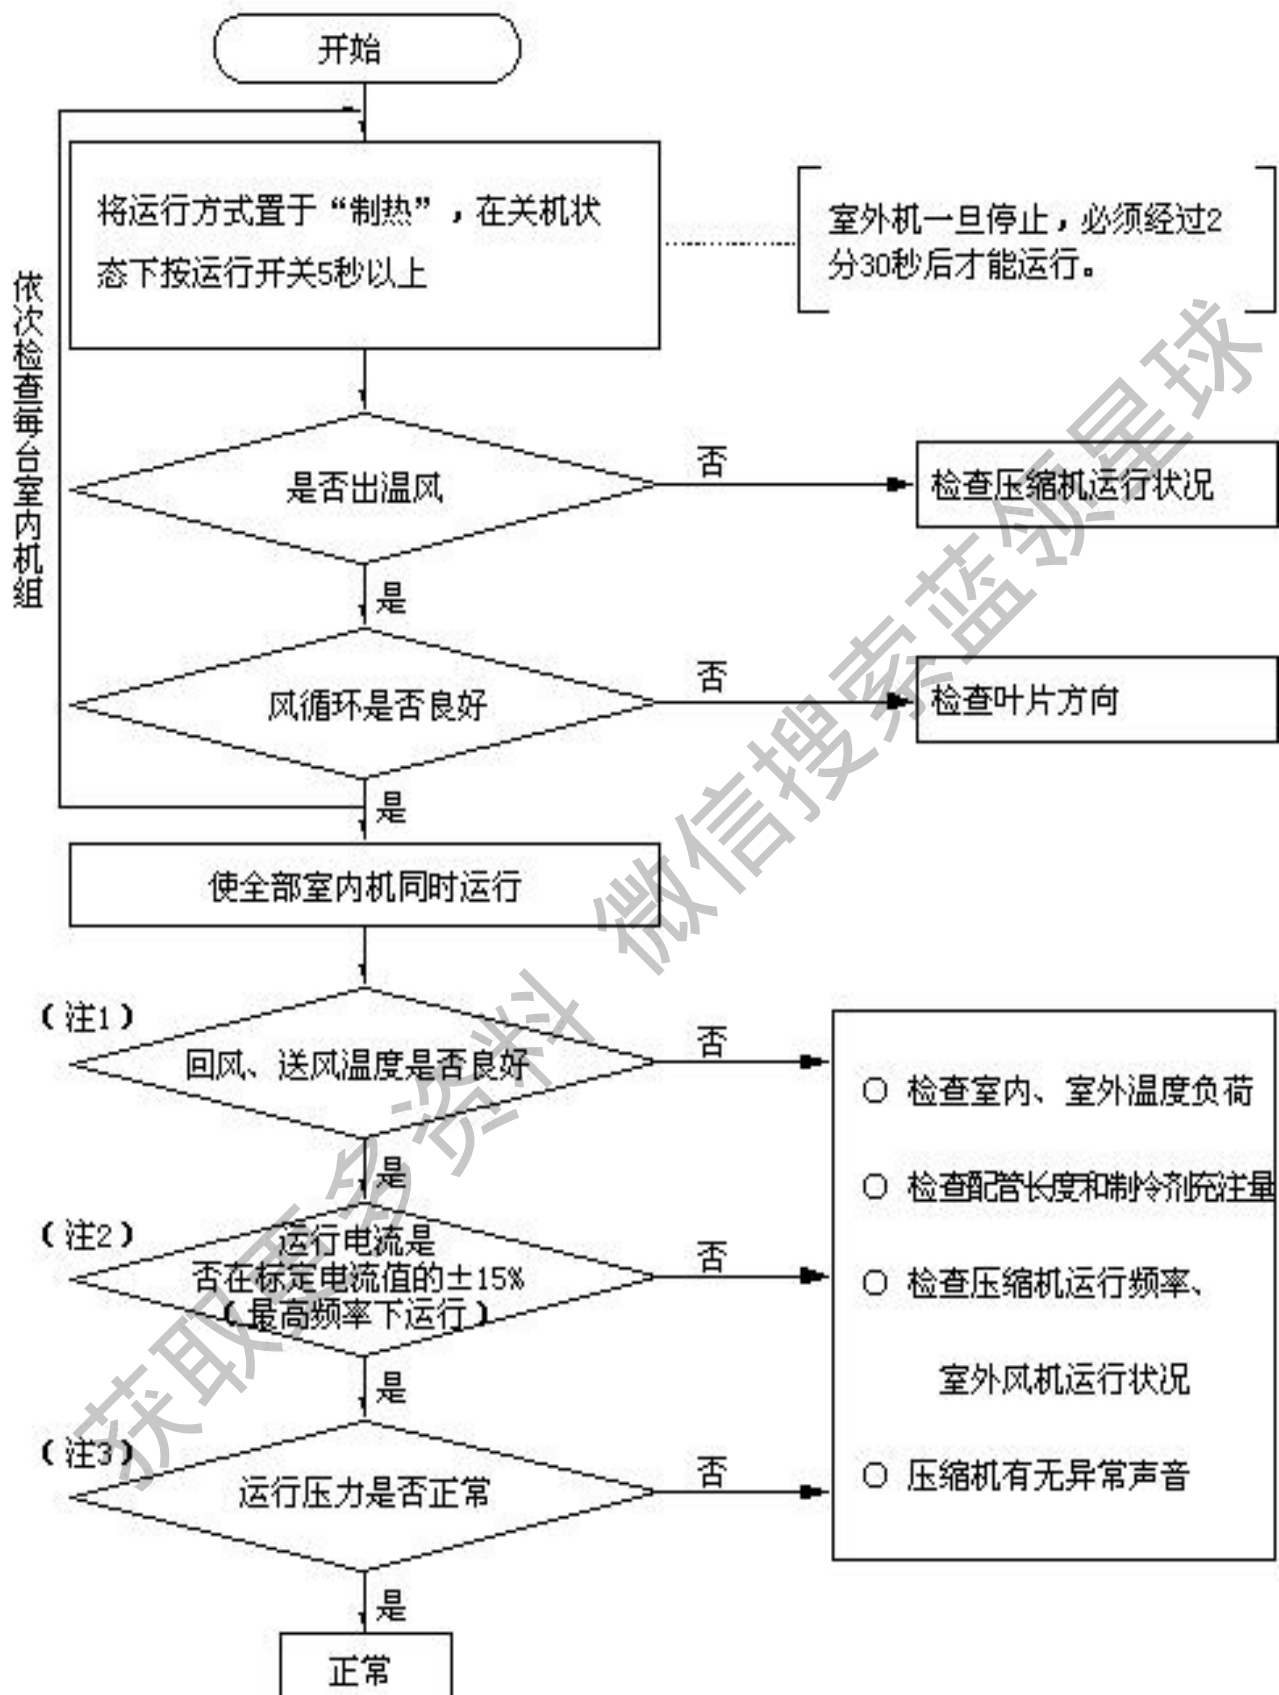 开始
将运行方式置于“制热”，在关机状
态下按运行开关5秒以上
室外机一旦停止，必须经过2
分30秒后才能运行。
依次检查每台室内机组
是否出温风
否
检查压缩机运行状况
是
风循环是否良好
否
检查叶片方向
是
使全部室内机同时运行
（注1）
回风、送风温度是否良好
否
是
（注2）
运行电流是
否在标定电流值的±15%
（最高频率下运行）
否
是
（注3）
运行压力是否正常
否
是
正常
○ 检查室内、室外温度负荷
○ 检查配管长度和制冷剂充注量
○ 检查压缩机运行频率、
室外风机运行状况
○ 压缩机有无异常声音
获取更多资料 微信搜索蓝领星球